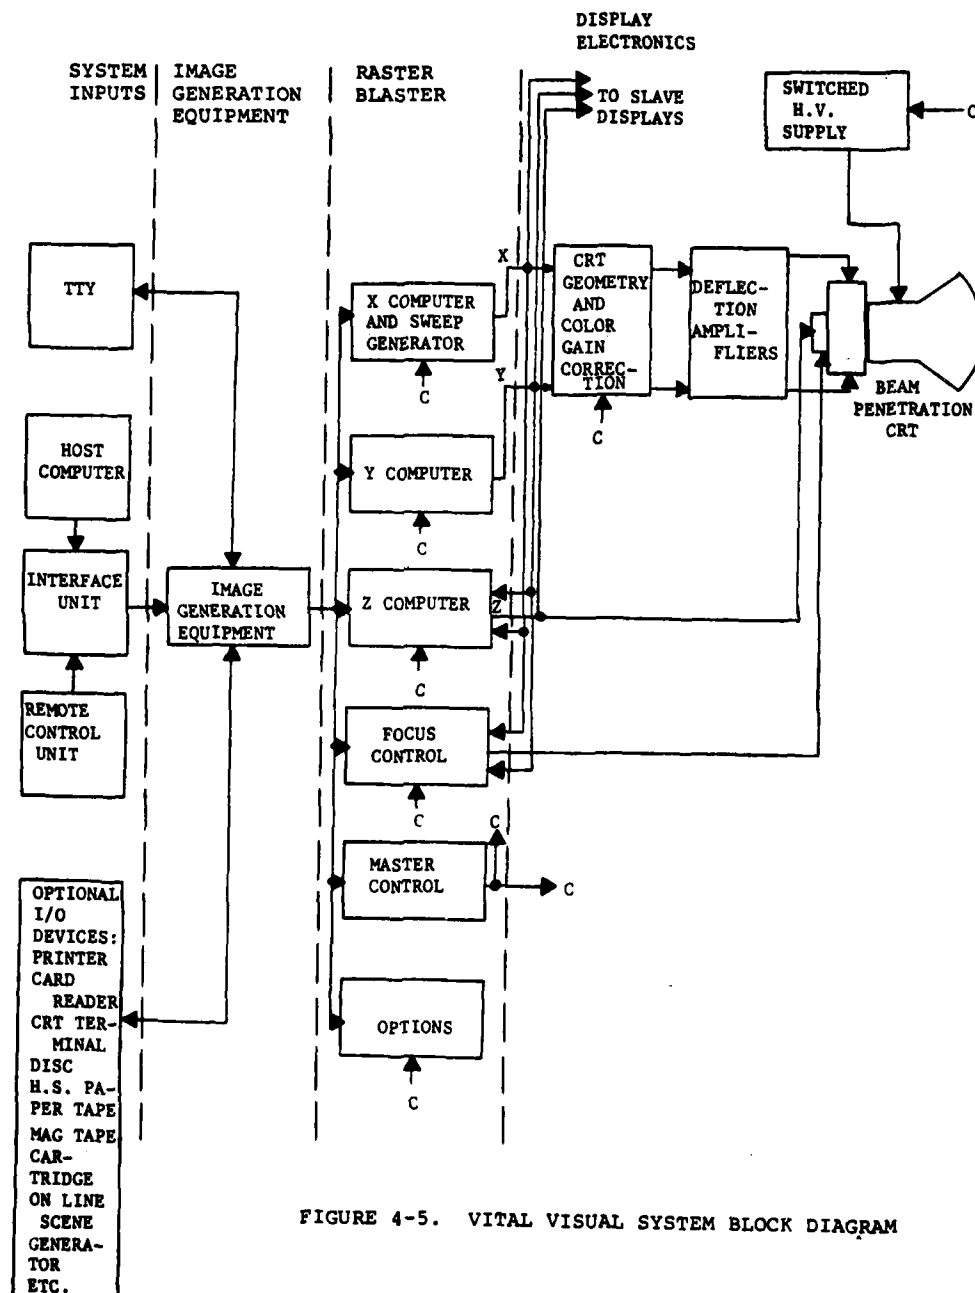 DISPLAY
ELECTRONICS
SYSTEM
INPUTS
IMAGE
GENERATION
EQUIPMENT
RASTER
BLASTER
TO SLAVE
DISPLAYS
SWITCHED
H.V.
SUPPLY
C
TTY
X
X COMPUTER
AND SWEEP
GENERATOR
C
CRT
GEOMETRY
AND
COLOR
GAIN
CORREC-
TION
C
DEFLEC-
TION
AMPLI-
FLIERS
BEAM
PENETRATION
CRT
Y
HOST
COMPUTER
Y COMPUTER
C
INTERFACE
UNIT
IMAGE
GENERATION
EQUIPMENT
Z COMPUTER
Z
C
REMOTE
CONTROL
UNIT
FOCUS
CONTROL
C
C
MASTER
CONTROL
C
OPTIONAL
I/O
DEVICES:
PRINTER
CARD
READER
CRT TER-
MINAL
DISC
H.S. PA-
PER TAPE
MAG TAPE
CAR-
TRIDGE
ON LINE
SCENE
GENERA-
TOR
ETC.
OPTIONS
C
FIGURE 4-5. VITAL VISUAL SYSTEM BLOCK DIAGRAM